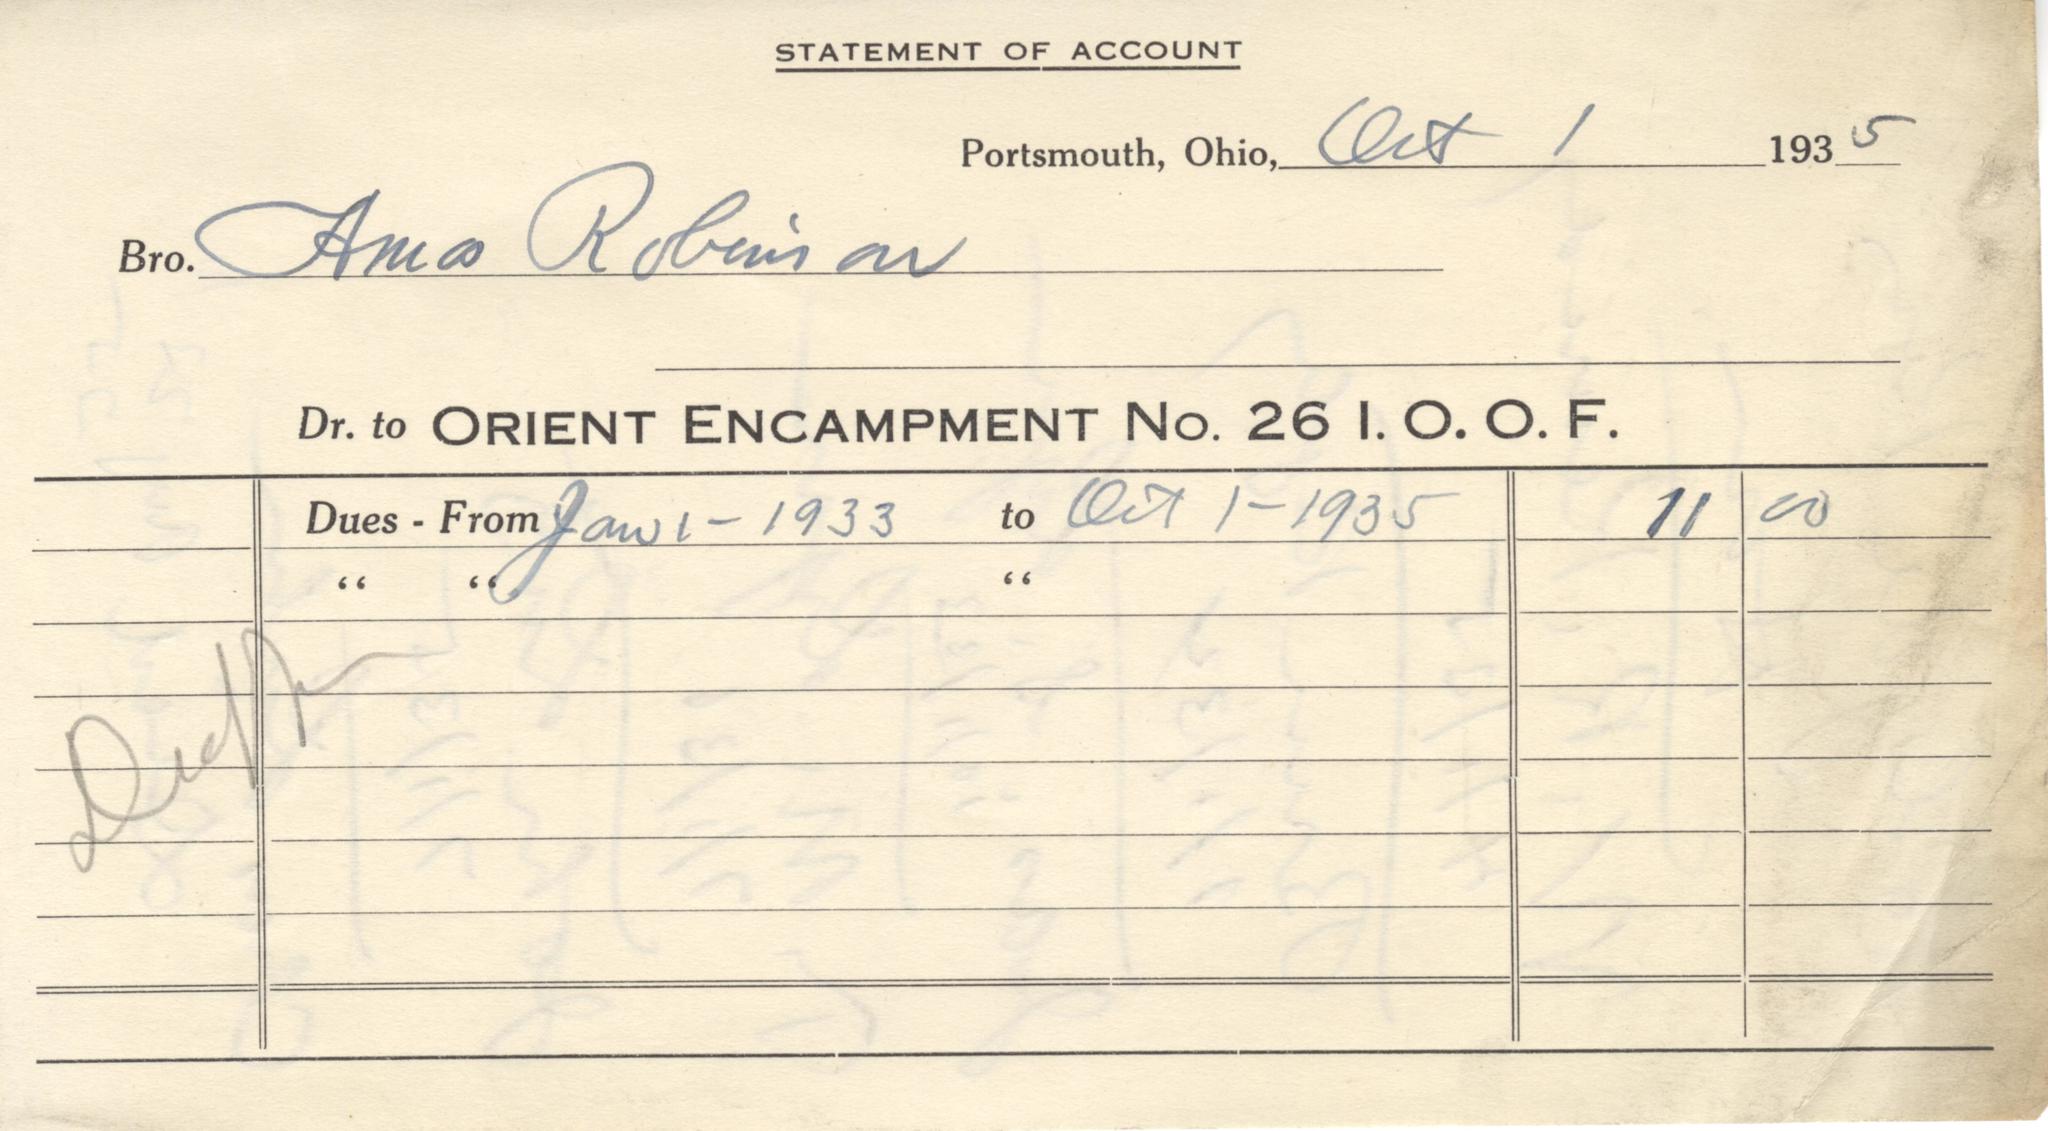 STATEMENT OF ACCOUNT
Portsmouth, Ohio, Oct 1 1935
Bro. Amos Robinson
Dr. to ORIENT ENCAMPMENT No. 26 I. O. O. F.
Dues - From Jan 1 - 1933 to Oct 1 - 1935 11 00
“ “ “